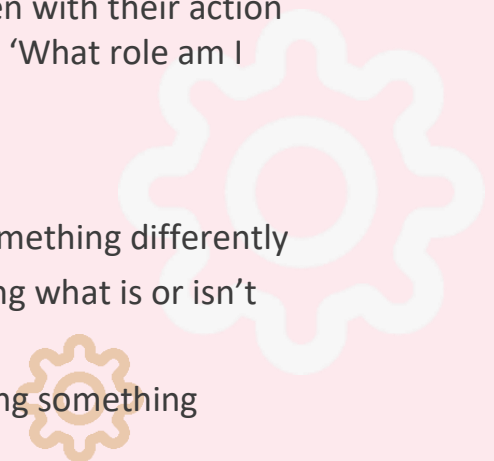 en with their action
‘What role am I
mething differently
ng what is or isn’t
ng something